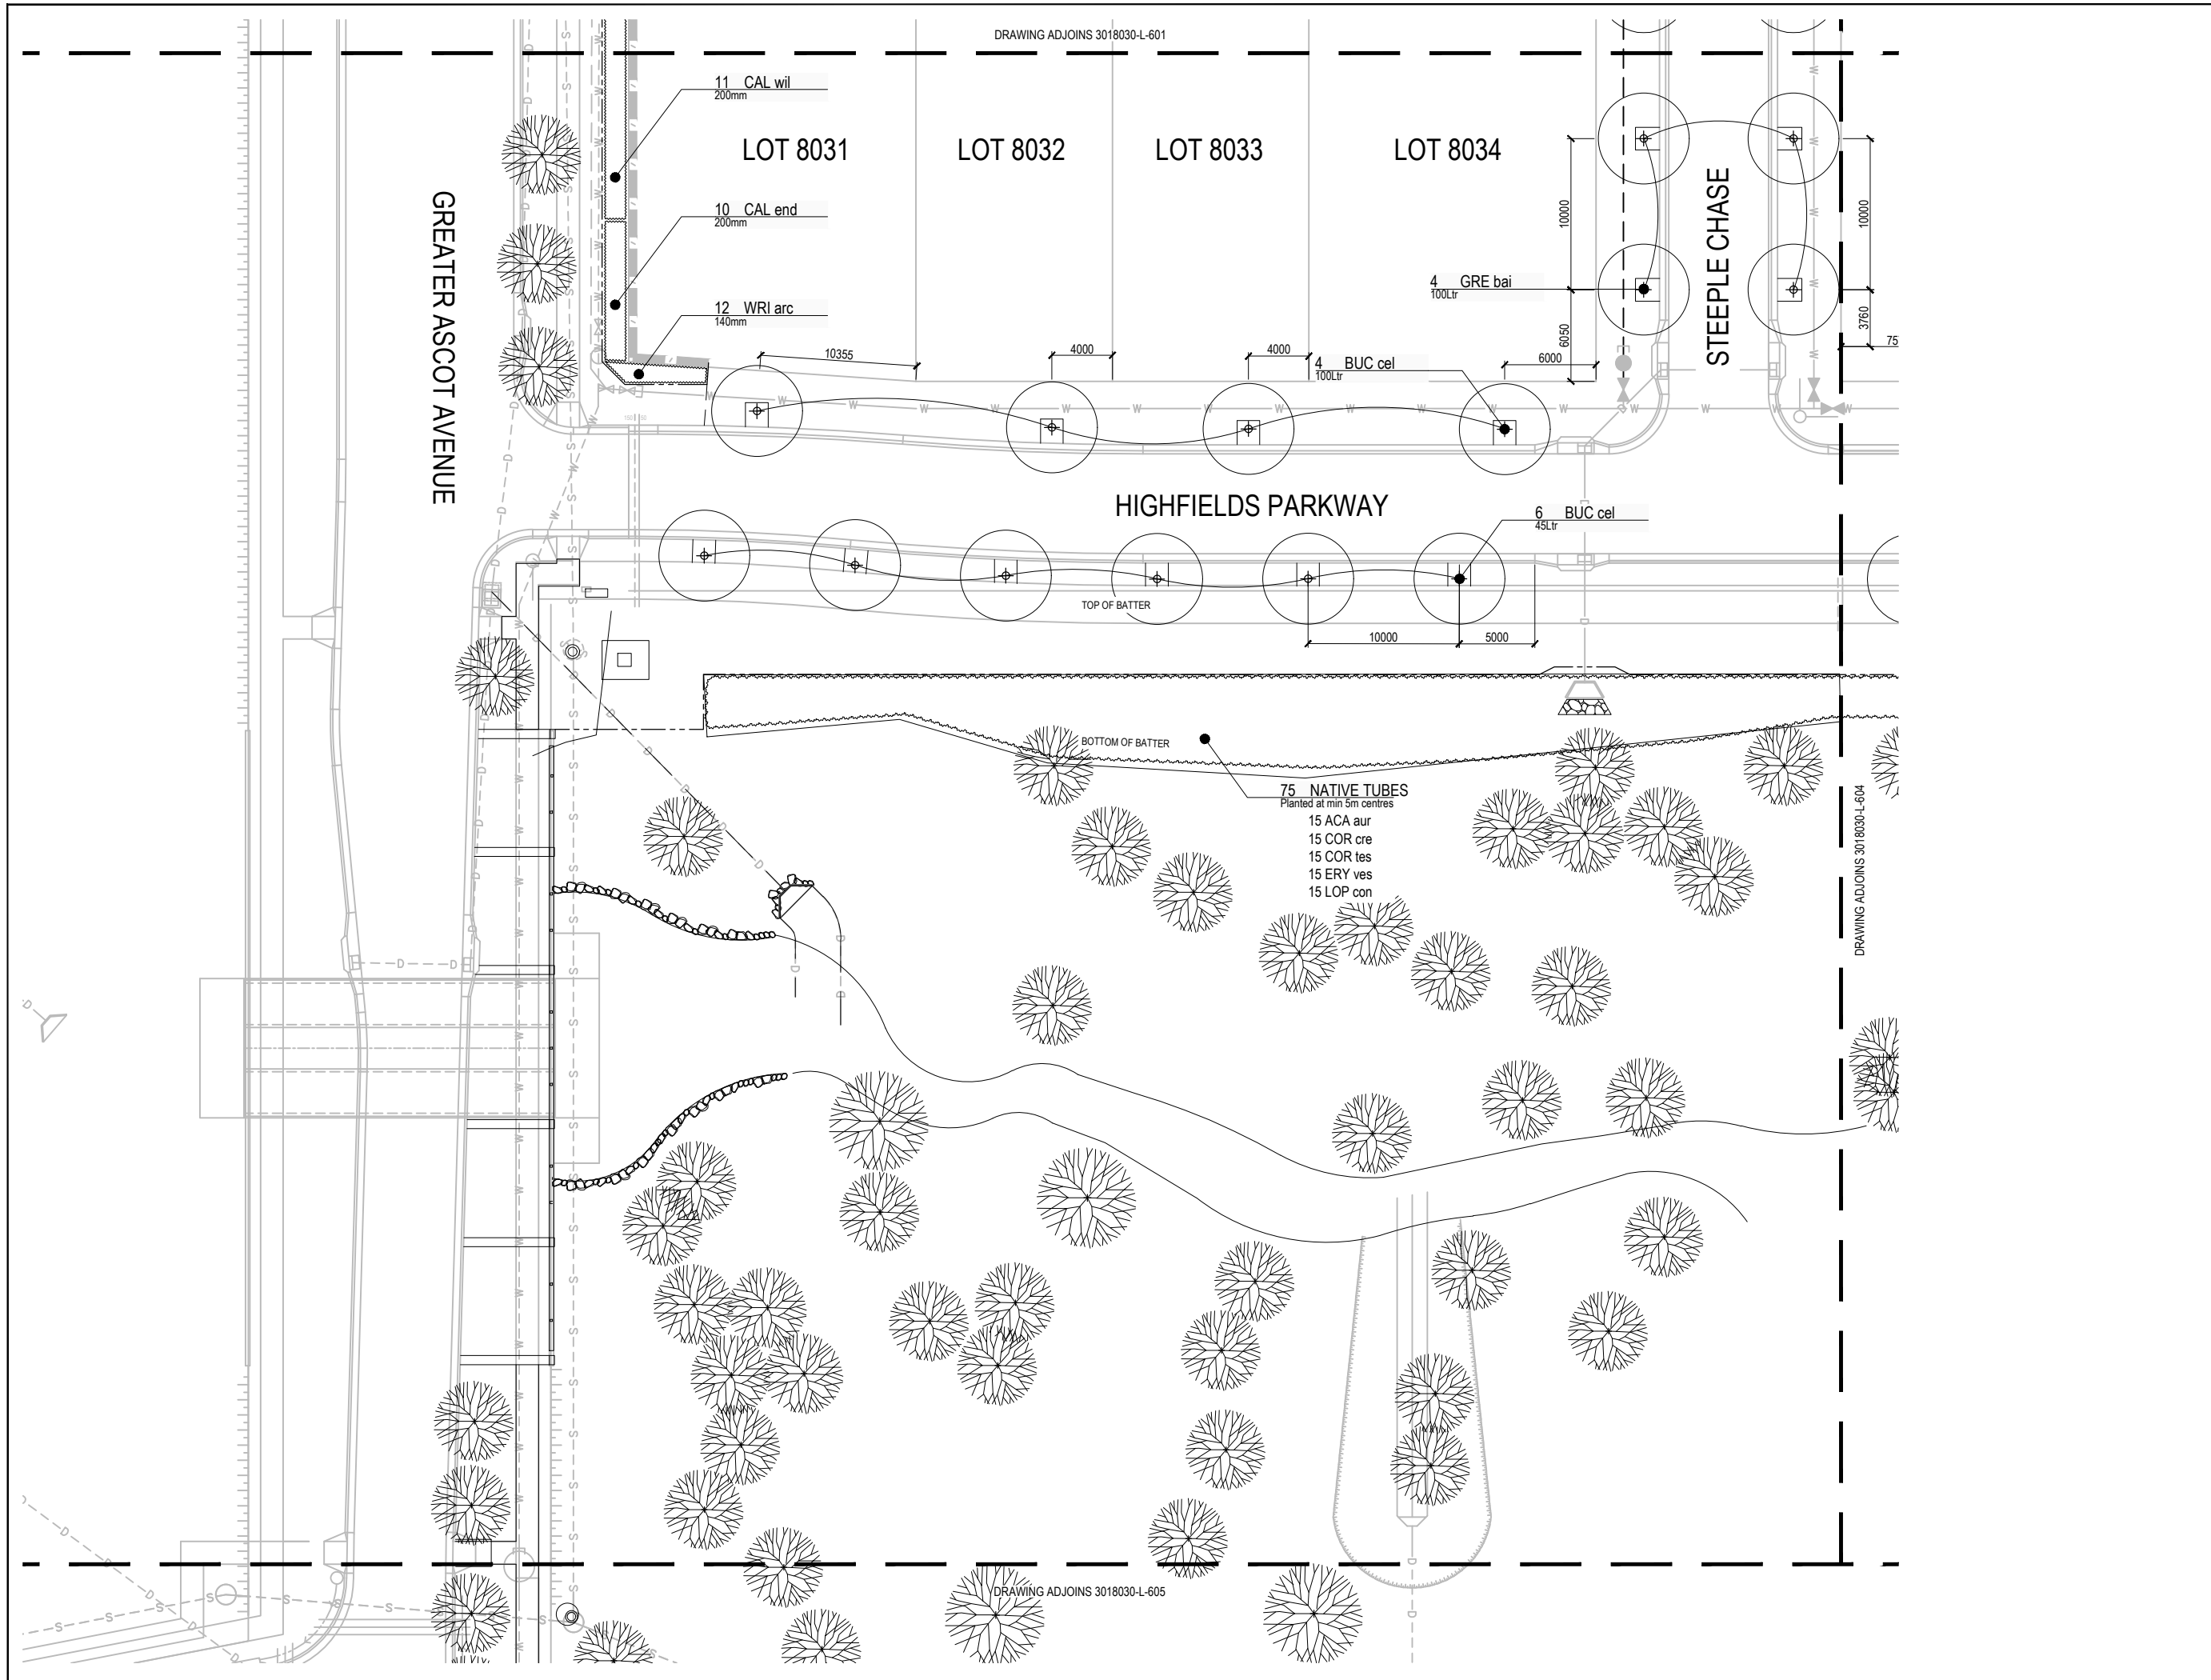 DRAWING ADJOINS 3018030-L-601
11 CAL wil
200mm
LOT 8031
LOT 8032
LOT 8033
LOT 8034
10 CAL end
200mm
12 WRI arc
140mm
GREATER ASCOT AVENUE
STEEPLE CHASE
10000
10000
4 GRE bai
100Ltr
6050
3760
75
10355
4000
4000
6000
4 BUC cel
100Ltr
HIGHFIELDS PARKWAY
6 BUC cel
45Ltr
TOP OF BATTER
10000
5000
BOTTOM OF BATTER
75 NATIVE TUBES
Planted at min 5m centres
15 ACA aur
15 COR cre
15 COR tes
15 ERY ves
15 LOP con
DRAWING ADJOINS 3018030-L-604
DRAWING ADJOINS 3018030-L-605